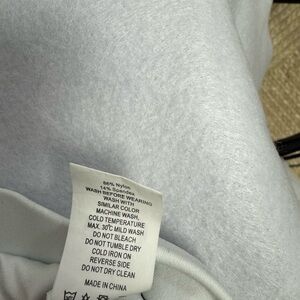 86% Nylon
14% Spandex
WASH BEFORE WEARING
WASH WITH
SIMILAR COLOR
MACHINE WASH,
COLD TEMPERATURE
MAX. 30℃ MILD WASH
DO NOT BLEACH
DO NOT TUMBLE DRY
COLD IRON ON
REVERSE SIDE
DO NOT DRY CLEAN
MADE IN CHINA